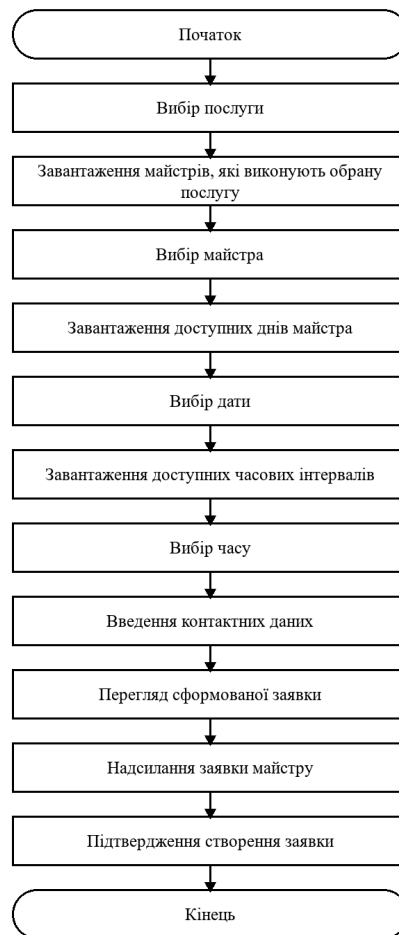 Початок
Вибір послуги
Завантаження майстрів, які виконують обрану
послугу
Вибір майстра
Завантаження доступних днів майстра
Вибір дати
Завантаження доступних часових інтервалів
Вибір часу
Введення контактних даних
Перегляд сформованої заявки
Надсилання заявки майстру
Підтвердження створення заявки
Кінець